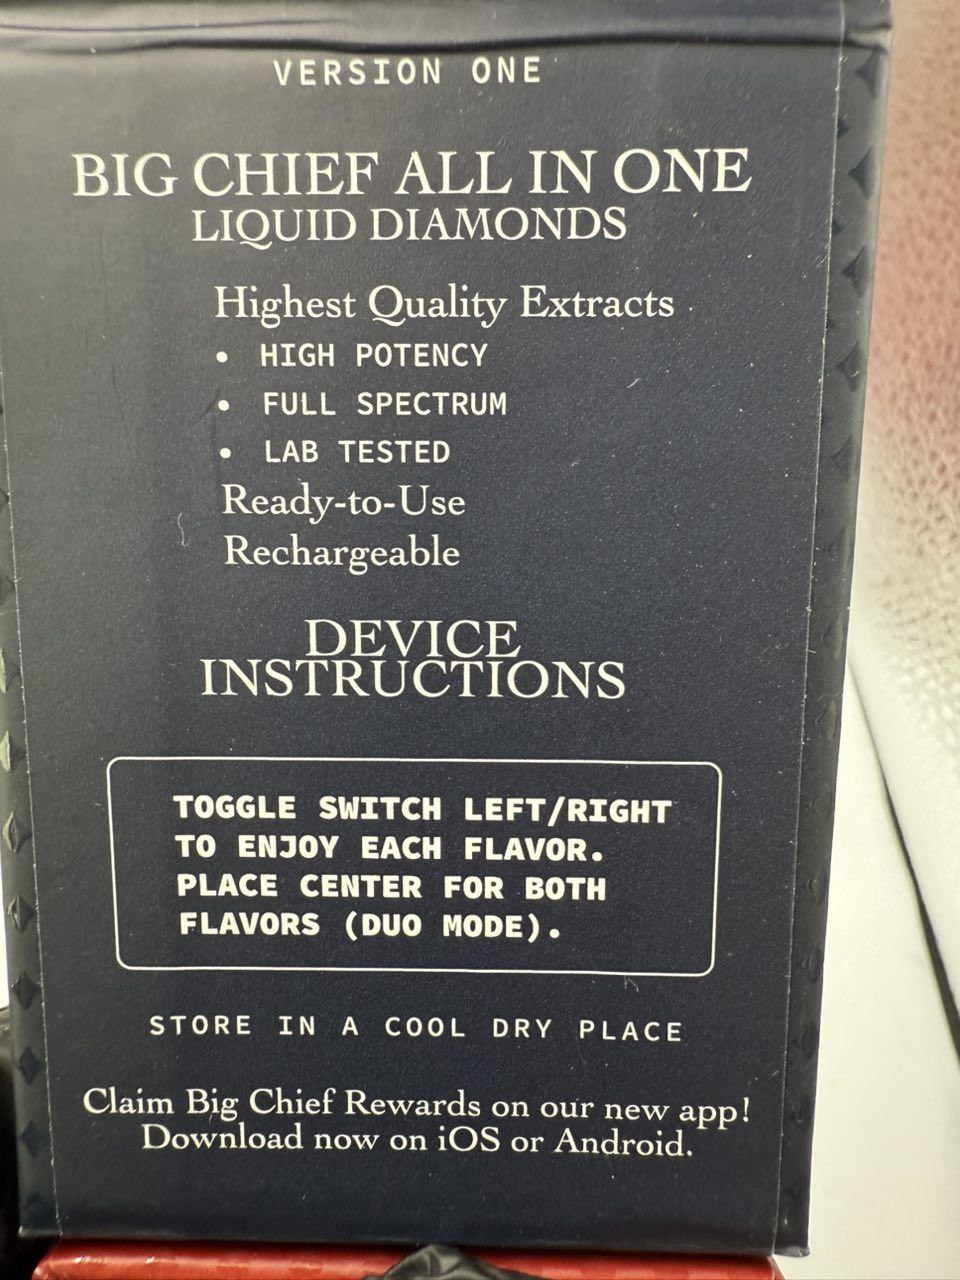 VERSION ONE
BIG CHIEF ALL IN ONE
LIQUID DIAMONDS
Highest Quality Extracts
• HIGH POTENCY
• FULL SPECTRUM
• LAB TESTED
Ready-to-Use
Rechargeable
DEVICE
INSTRUCTIONS
TOGGLE SWITCH LEFT/RIGHT
TO ENJOY EACH FLAVOR.
PLACE CENTER FOR BOTH
FLAVORS (DUO MODE).
STORE IN A COOL DRY PLACE
Claim Big Chief Rewards on our new app!
Download now on iOS or Android.